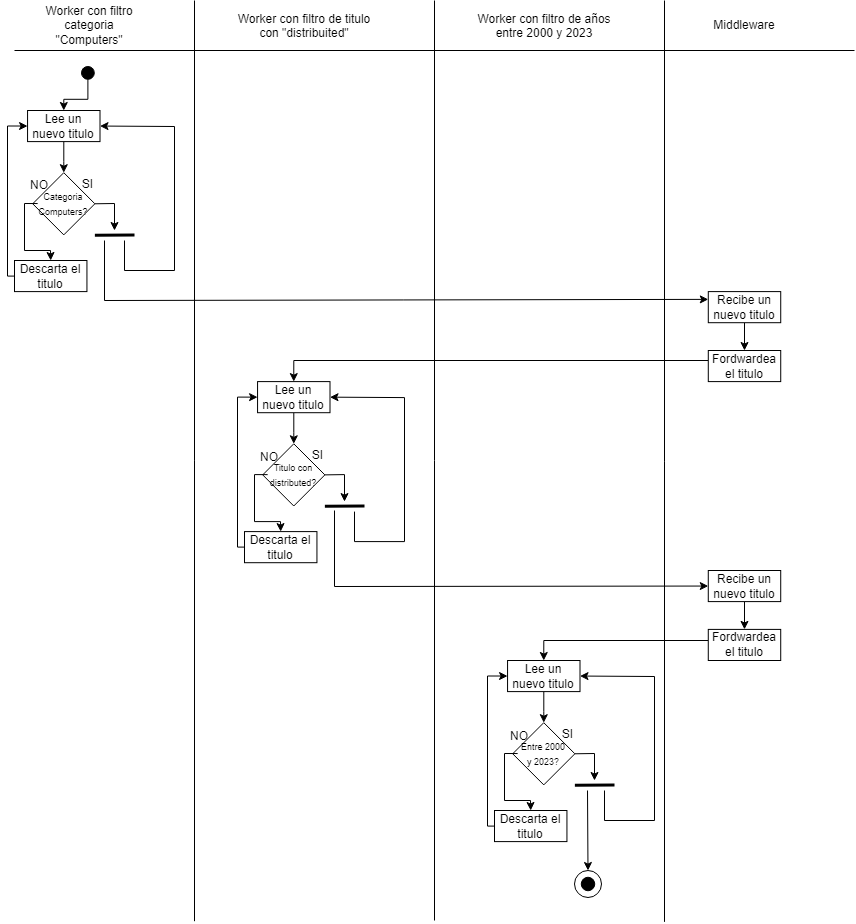 Worker con filtro
categoria
"Computers"
Worker con filtro de titulo
con "distribuited"
Worker con filtro de años
entre 2000 y 2023
Middleware
Lee un
nuevo titulo
NO
SI
Categoria
Computers?
Descarta el
titulo
Recibe un
nuevo titulo
Fordwardea
el titulo
Lee un
nuevo titulo
NO
SI
Titulo con
distributed?
Descarta el
titulo
Recibe un
nuevo titulo
Fordwardea
el titulo
Lee un
nuevo titulo
NO
SI
Entre 2000
y 2023?
Descarta el
titulo